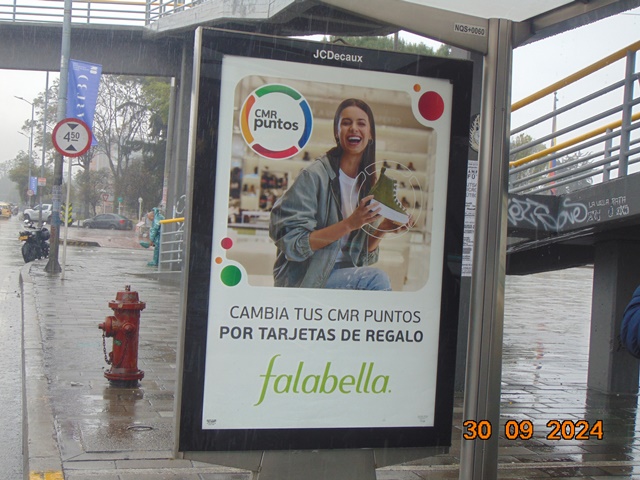 NQS+0060
JCDecaux
4.50
CMR
puntos
CAMBIA TUS CMR PUNTOS
POR TARJETAS DE REGALO
falabella.
30 09 2024